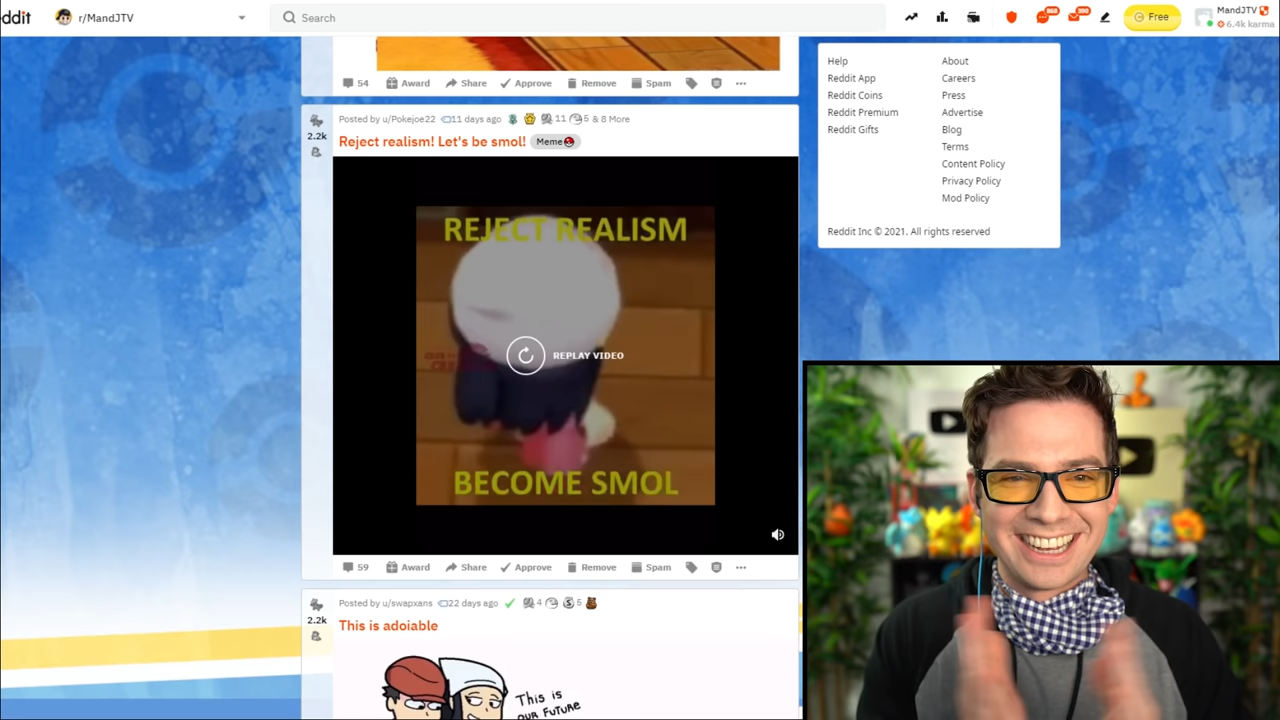 ddit
r/MandJTV
Search
868
390
Free
MandJTV
6.4k karma
54 Award Share Approve Remove Spam
Posted by u/Pokejoe22 11 days ago 11 5 & 8 More
2.2k
Reject realism! Let's be smol! Meme
REJECT REALISM
REPLAY VIDEO
BECOME SMOL
59 Award Share Approve Remove Spam
Posted by u/swapxans 22 days ago 4 5
2.2k
This is adoiable
This is
our future
Help
Reddit App
Reddit Coins
Reddit Premium
Reddit Gifts
About
Careers
Press
Advertise
Blog
Terms
Content Policy
Privacy Policy
Mod Policy
Reddit Inc © 2021. All rights reserved